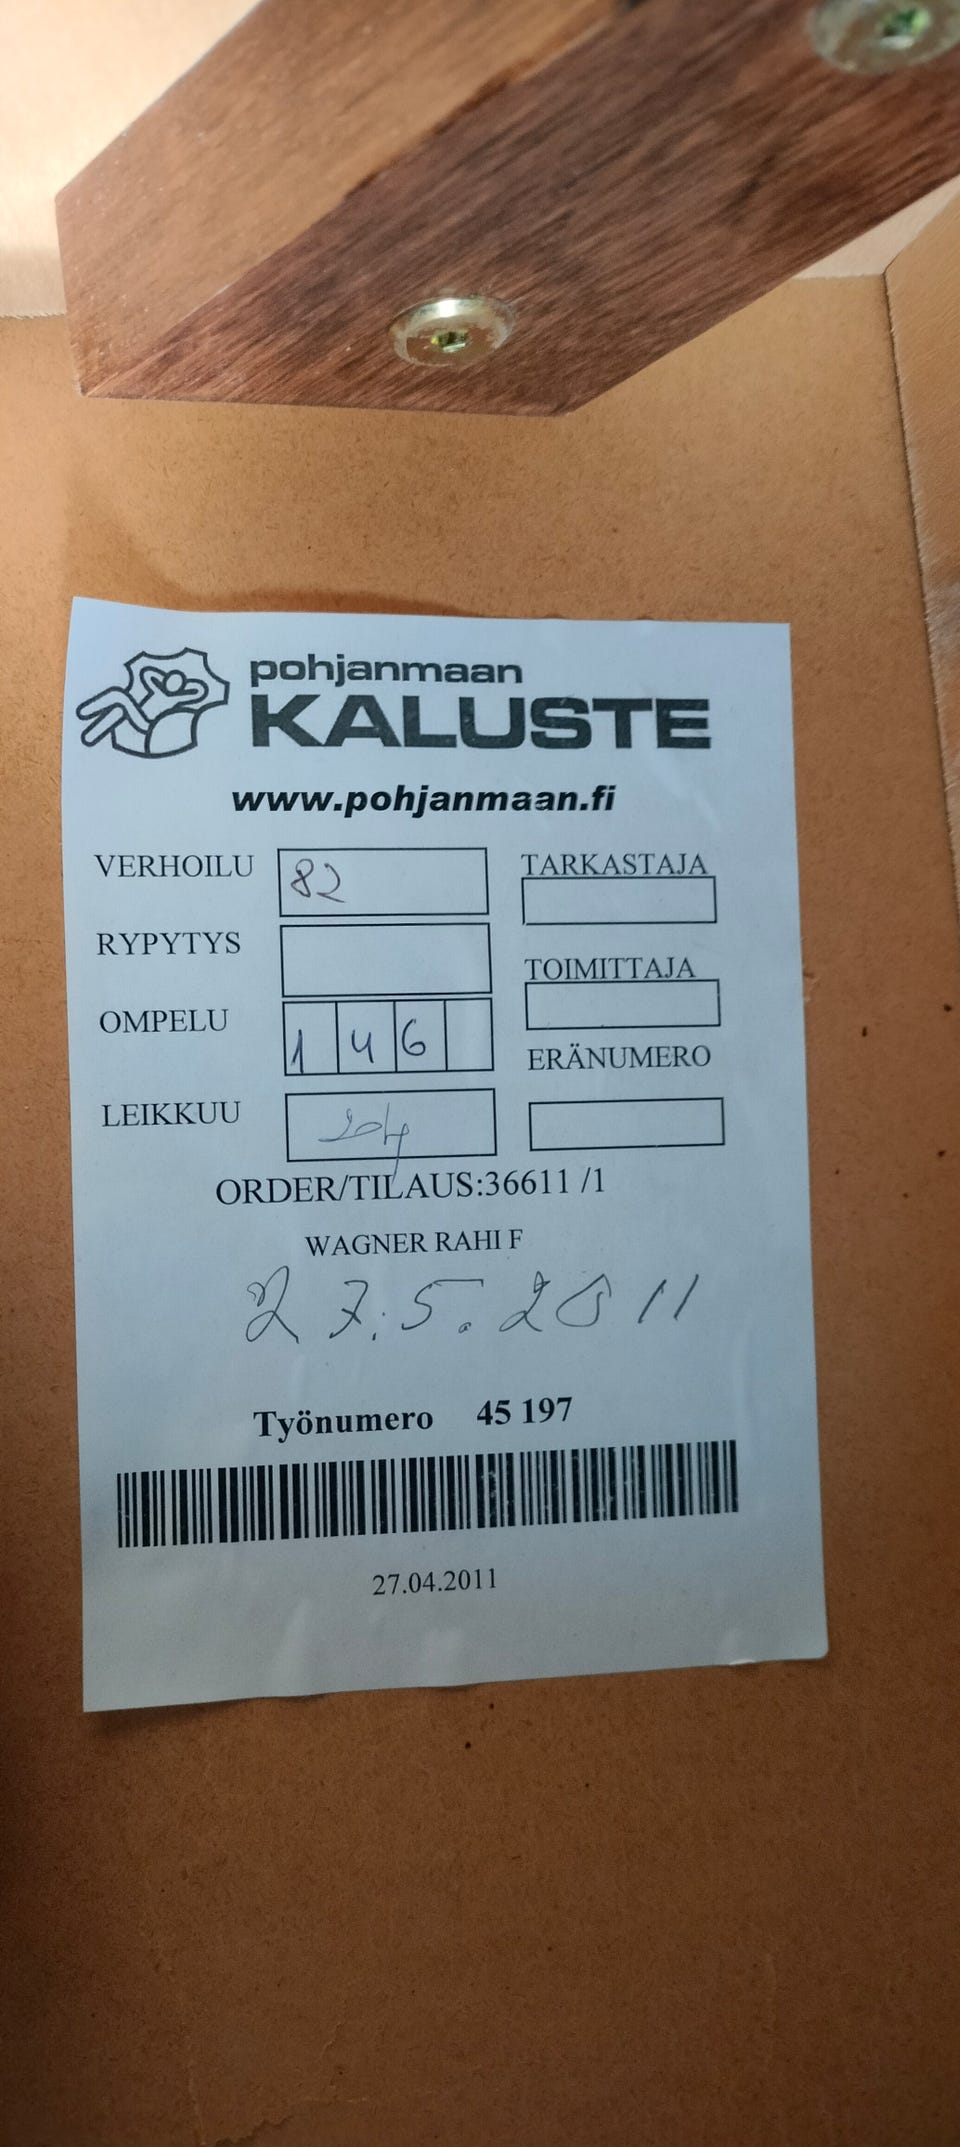 pohjanmaan
KALUSTE
www.pohjanmaan.fi
VERHOILU 82 TARKASTAJA
RYPYTYS TOIMITTAJA
OMPELU 1 4 6 ERÄNUMERO
LEIKKUU 204
ORDER/TILAUS:36611 /1
WAGNER RAHI F
27.5.2011
Työnumero 45 197
27.04.2011